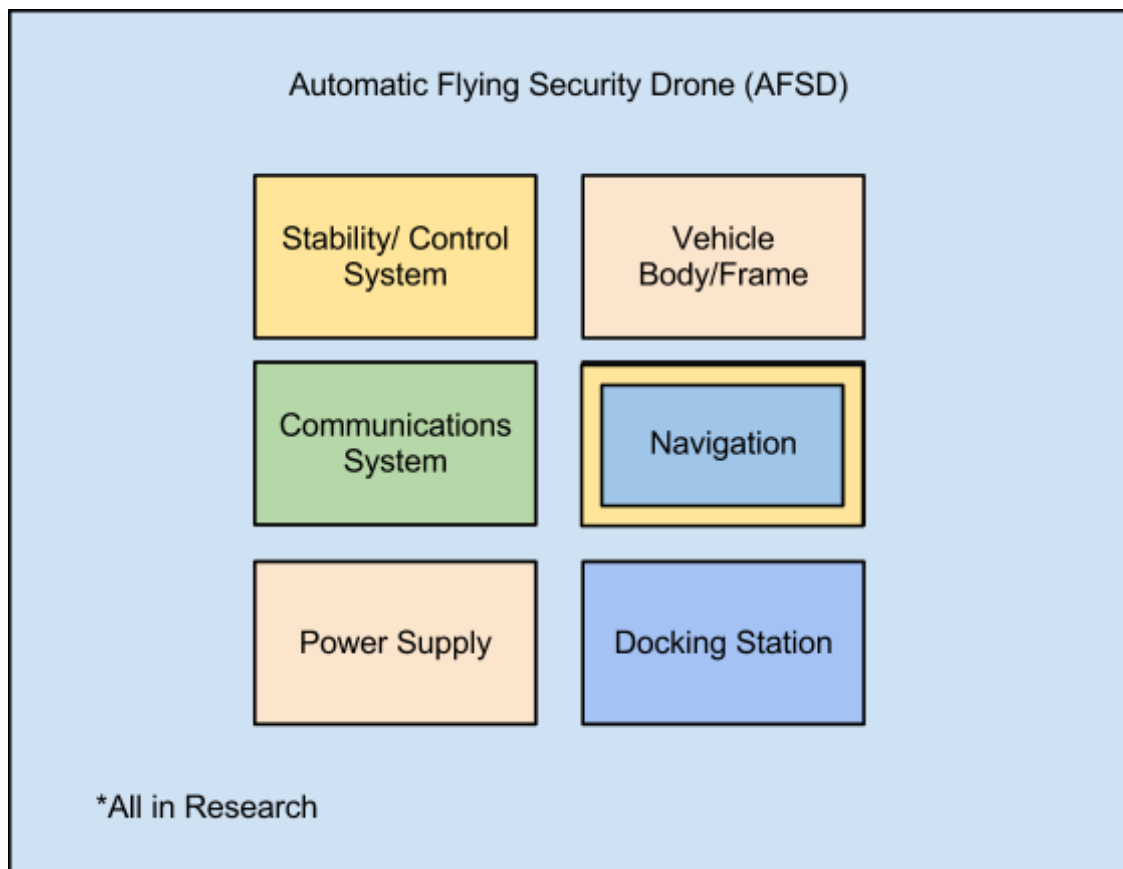 Automatic Flying Security Drone (AFSD)
Stability/ Control
System
Vehicle
Body/Frame
Communications
System
Navigation
Power Supply
Docking Station
*All in Research